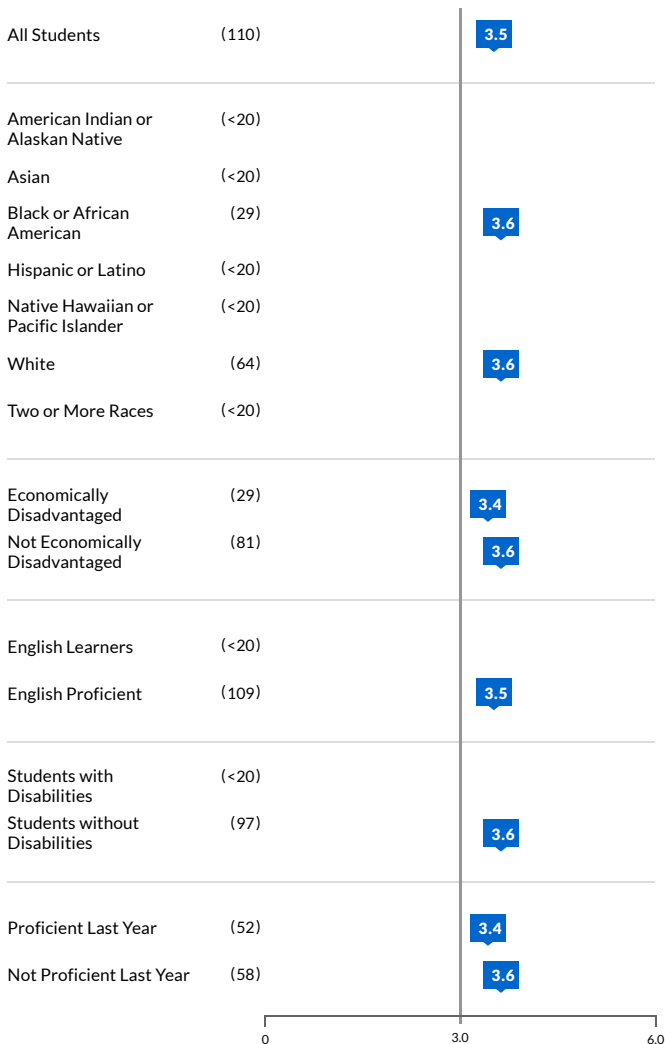 All Students (110) 3.5
American Indian or (<20)
Alaskan Native
Asian (<20)
Black or African (29) 3.6
American
Hispanic or Latino (<20)
Native Hawaiian or (<20)
Pacific Islander
White (64) 3.6
Two or More Races (<20)
Economically (29) 3.4
Disadvantaged
Not Economically (81) 3.6
Disadvantaged
English Learners (<20)
English Proficient (109) 3.5
Students with (<20)
Disabilities
Students without (97) 3.6
Disabilities
Proficient Last Year (52) 3.4
Not Proficient Last Year (58) 3.6
0 3.0 6.0